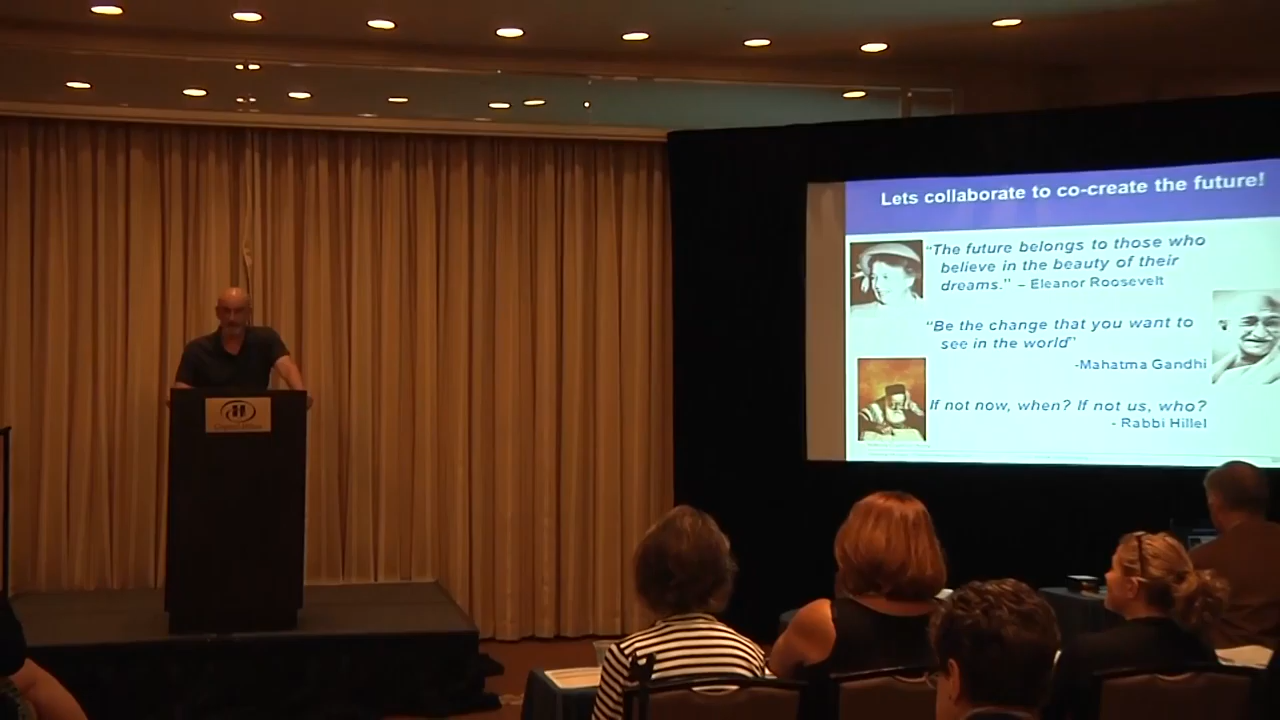 Lets collaborate to co-create the future!
“The future belongs to those who
believe in the beauty of their
dreams.” – Eleanor Roosevelt
“Be the change that you want to
see in the world”
-Mahatma Gandhi
If not now, when? If not us, who?
- Rabbi Hillel
H